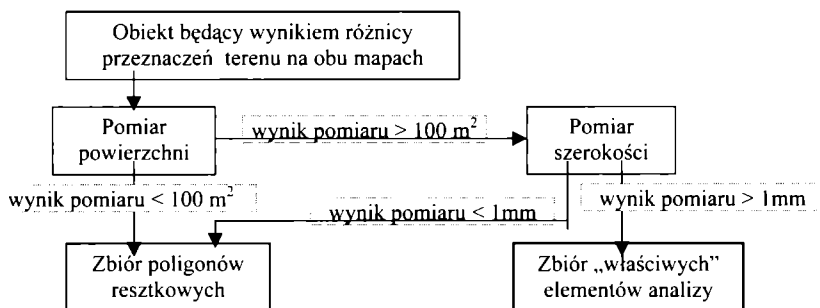 Obiekt będący wynikiem różnicy
przeznaczeń terenu na obu mapach
Pomiar
powierzchni
wynik pomiaru > 100 m²
Pomiar
szerokości
wynik pomiaru < 100 m²
wynik pomiaru < 1mm
wynik pomiaru > 1mm
Zbiór poligonów
resztkowych
Zbiór „właściwych”
elementów analizy